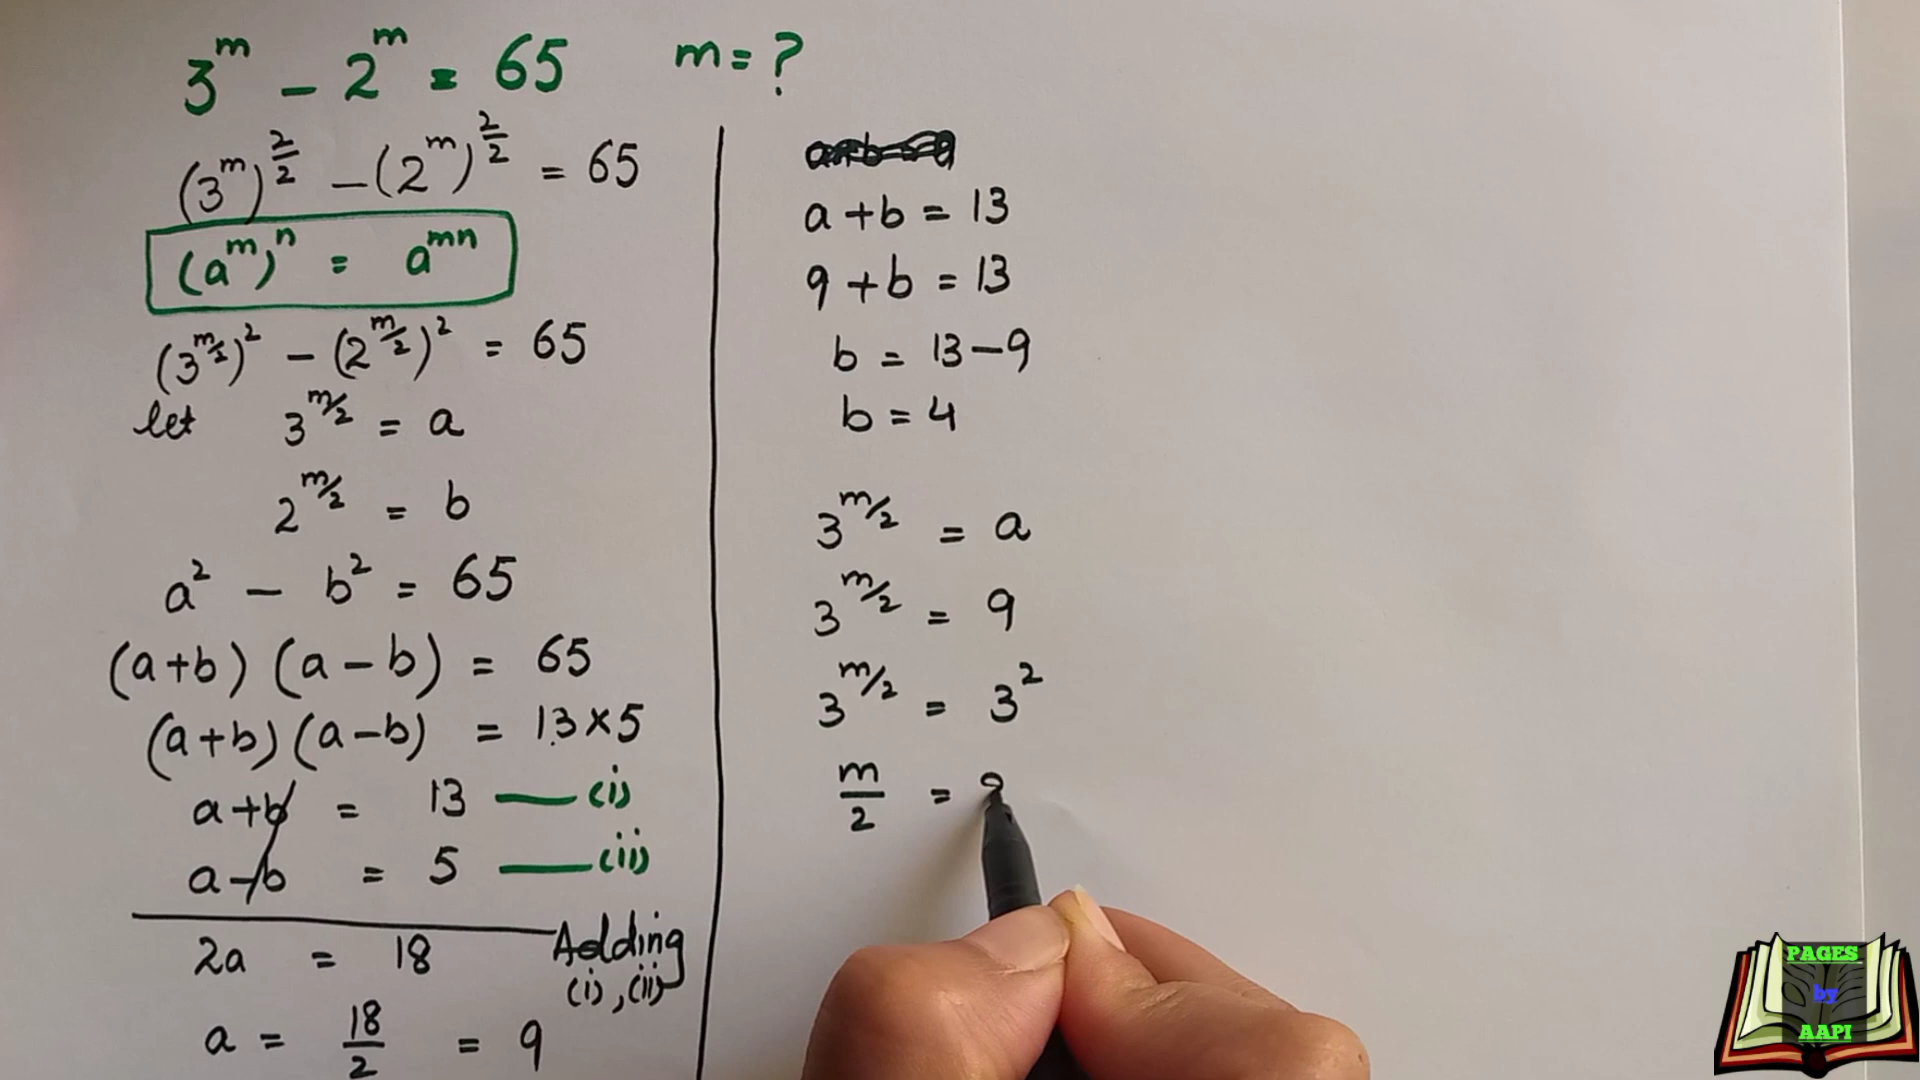 3^m - 2^m = 65    m = ?
(3^m)^(2/2) - (2^m)^(2/2) = 65
(a^m)^n = a^(mn)
(3^(m/2))^2 - (2^(m/2))^2 = 65
let 3^(m/2) = a
2^(m/2) = b
a^2 - b^2 = 65
(a+b) (a-b) = 65
(a+b) (a-b) = 13×5
a+b = 13 —— (i)
a-b = 5 —— (ii)
2a = 18 Adding (i), (ii)
a = 18/2 = 9
a+b = 13
9+b = 13
b = 13-9
b = 4
3^(m/2) = a
3^(m/2) = 9
3^(m/2) = 3^2
m/2 =
PAGES
by
AAPI